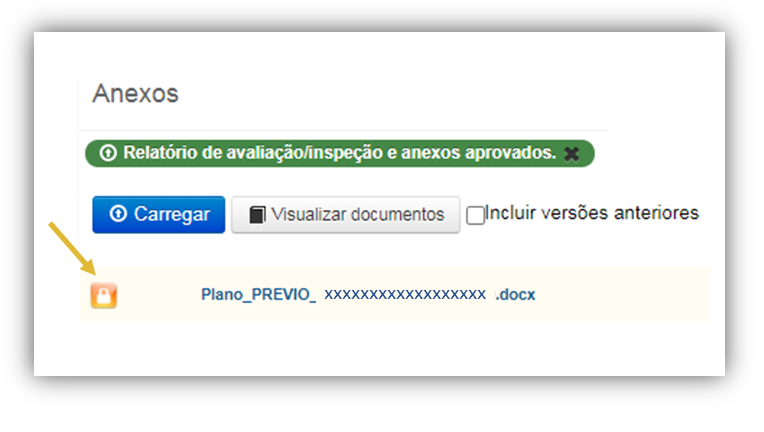 Anexos
Relatório de avaliação/inspeção e anexos aprovados.
Carregar Visualizar documentos Incluir versões anteriores
Plano_PREVIO_ xxxxxxxxxxxxxxxxxx .docx